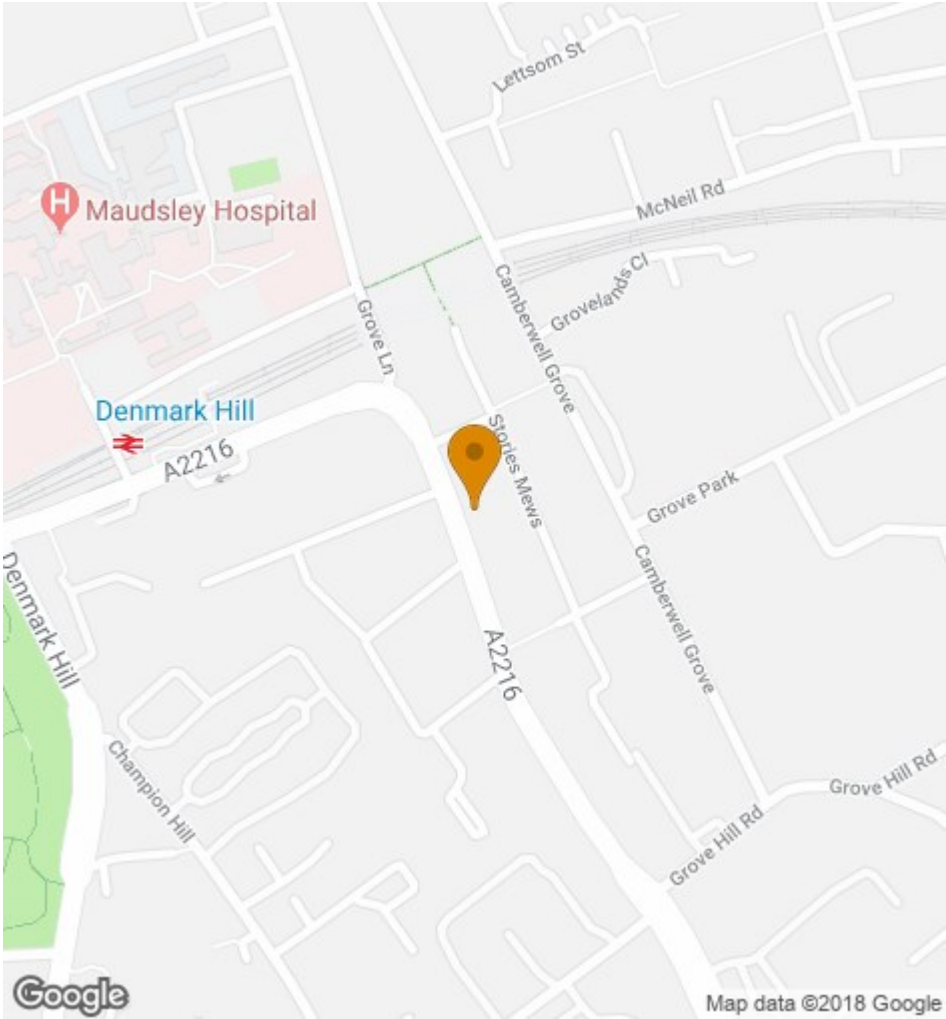 Lettsom St
McNeil Rd
H
Maudsley Hospital
Grovelands Cl
Camberwell Grove
Grove Ln
Denmark Hill
A2216
Stories Mews
Grove Park
Denmark Hill
Camberwell Grove
A2216
Champion Hill
Grove Hill Rd
Grove Hill Rd
Google
Map data ©2018 Google